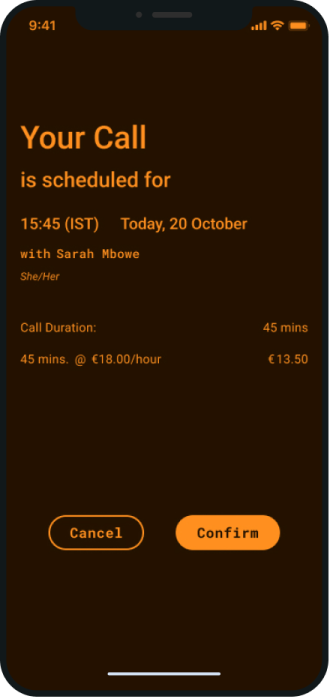 9:41
Your Call
is scheduled for
15:45 (IST) Today, 20 October
with Sarah Mbowe
She/Her
Call Duration: 45 mins
45 mins. @ €18.00/hour €13.50
Cancel Confirm